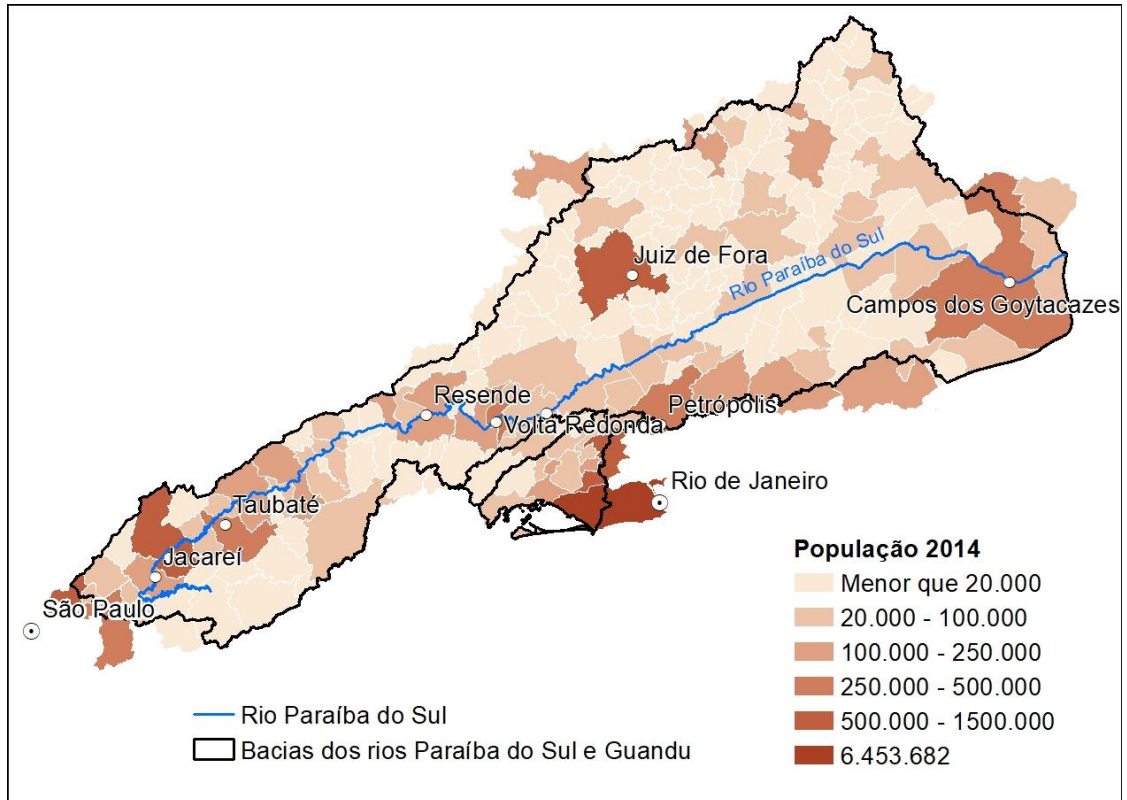 Juiz de Fora
Rio Paraíba do Sul
Campos dos Goytacazes
Resende
Petrópolis
Volta Redonda
Rio de Janeiro
Taubaté
Jacareí
São Paulo
População 2014
Menor que 20.000
20.000 - 100.000
100.000 - 250.000
250.000 - 500.000
500.000 - 1500.000
6.453.682
Rio Paraíba do Sul
Bacias dos rios Paraíba do Sul e Guandu